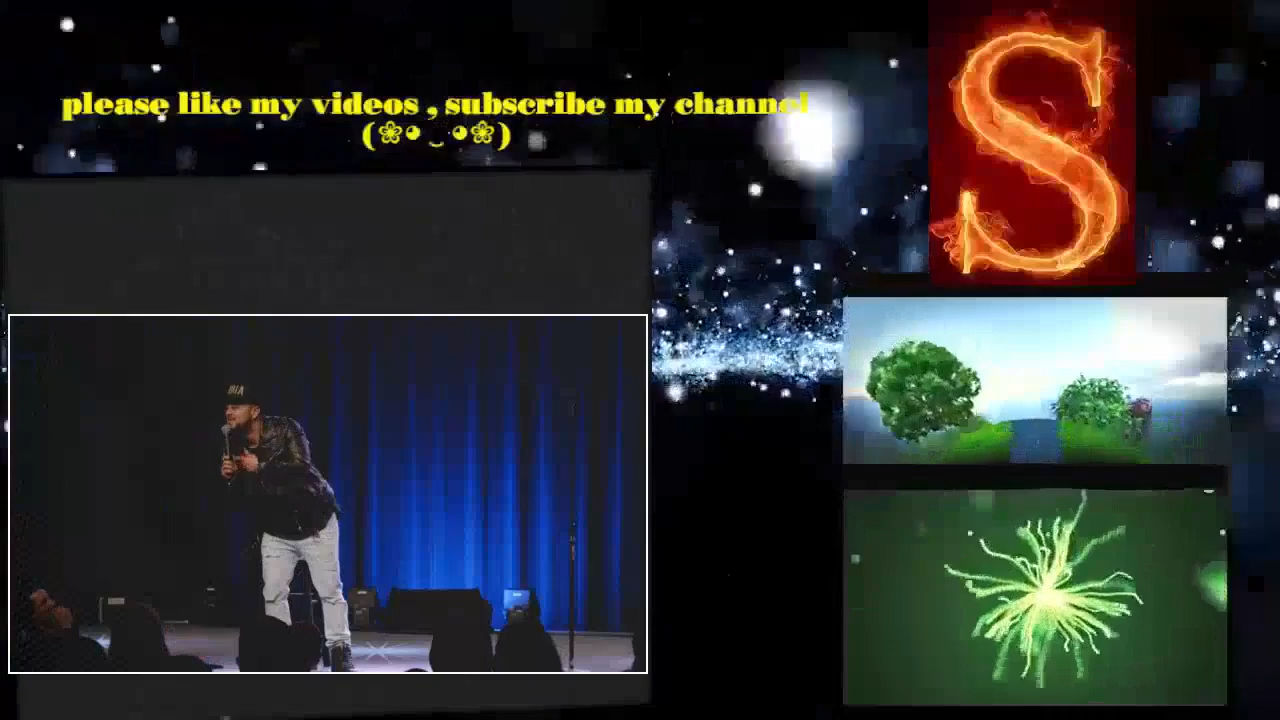 please like my videos , subscribe my channel
(❀◕ ‿ ◕❀)
S